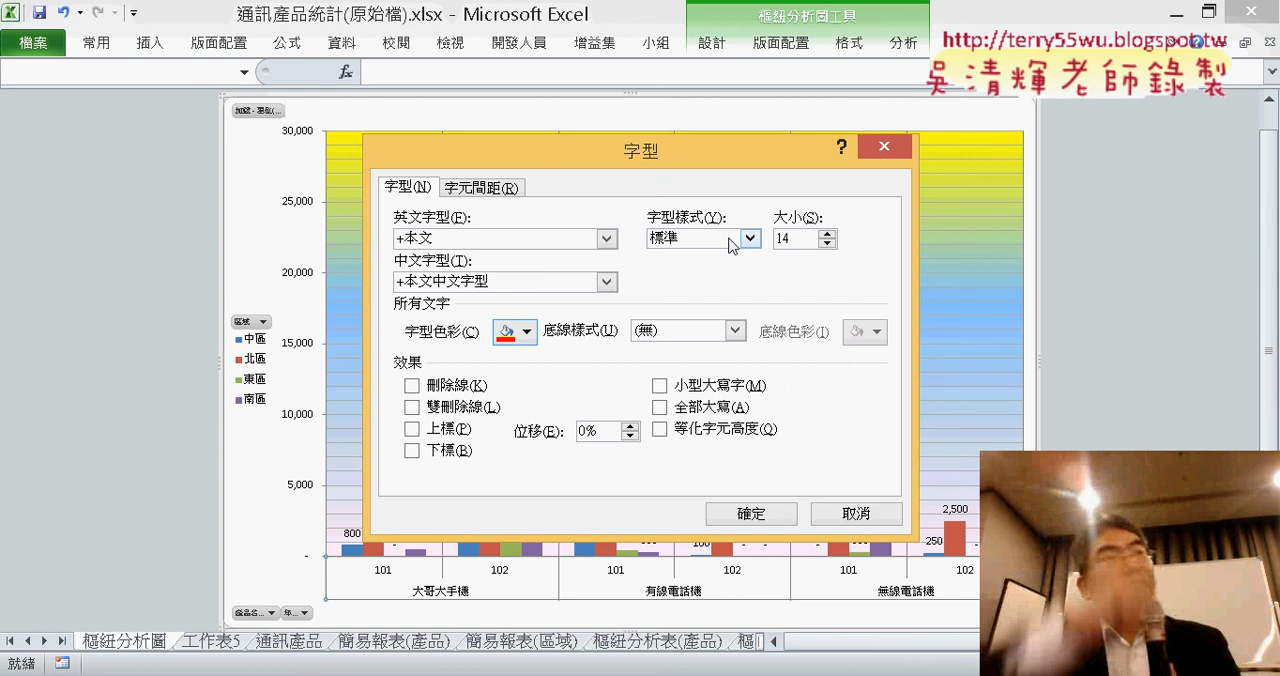 通訊產品統計(原始檔).xlsx - Microsoft Excel
樞紐分析圖工具
檔案 常用 插入 版面配置 公式 資料 校閱 檢視 開發人員 增益集 小組 設計 版面配置 格式 分析
http://terry55wu.blogspot.tw
吳清輝老師錄製
fx
30,000
25,000
20,000
15,000
10,000
5,000
-
區域
中區
北區
東區
南區
字型
?
字型(N) 字元間距(R)
英文字型(F): 字型樣式(Y): 大小(S):
+本文 標準 14
中文字型(T):
+本文中文字型
所有文字
字型色彩(C) 底線樣式(U) (無) 底線色彩(I)
效果
刪除線(K) 小型大寫字(M)
雙刪除線(L) 全部大寫(A)
上標(P) 位移(E): 0% 等化字元高度(Q)
下標(B)
確定 取消
800 - - - - 250 2,500
101 102 101 102 101 102
大哥大手機 有線電話機 無線電話機
樞紐分析圖 工作表5 通訊產品 簡易報表(產品) 簡易報表(區域) 樞紐分析表(產品)
就緒